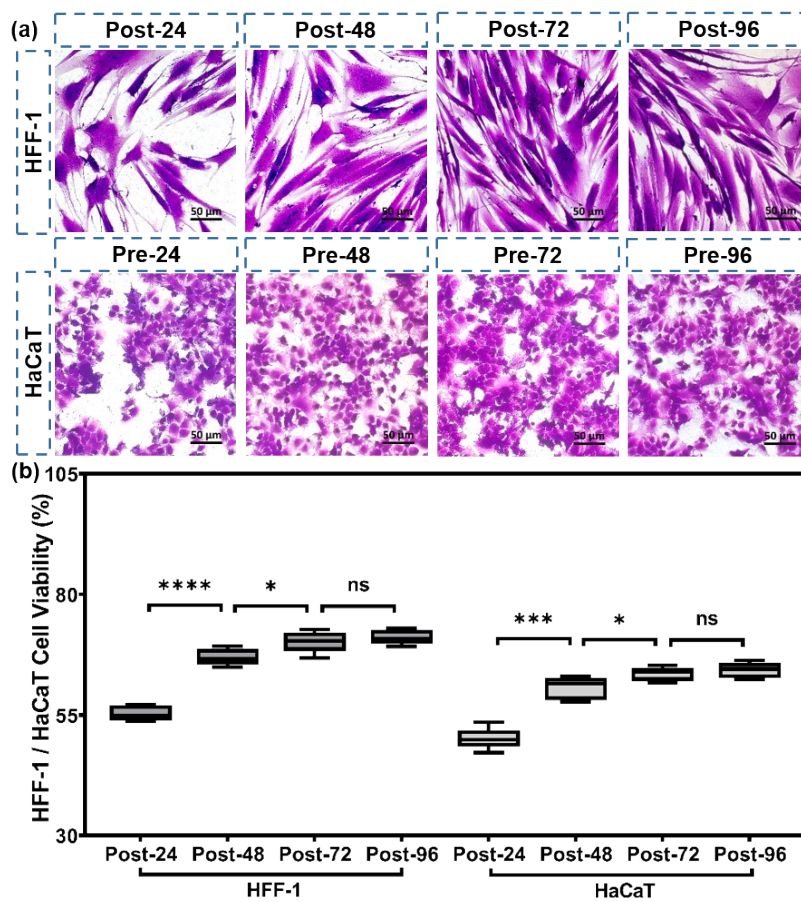 (a)
Post-24 Post-48 Post-72 Post-96
HFF-1
50 µm 50 µm 50 µm 50 µm
Pre-24 Pre-48 Pre-72 Pre-96
HaCaT
50 µm 50 µm 50 µm 50 µm
(b)
HFF-1 / HaCaT Cell Viability (%)
105
80
55
30
**** * ns
*** * ns
Post-24 Post-48 Post-72 Post-96 Post-24 Post-48 Post-72 Post-96
HFF-1 HaCaT